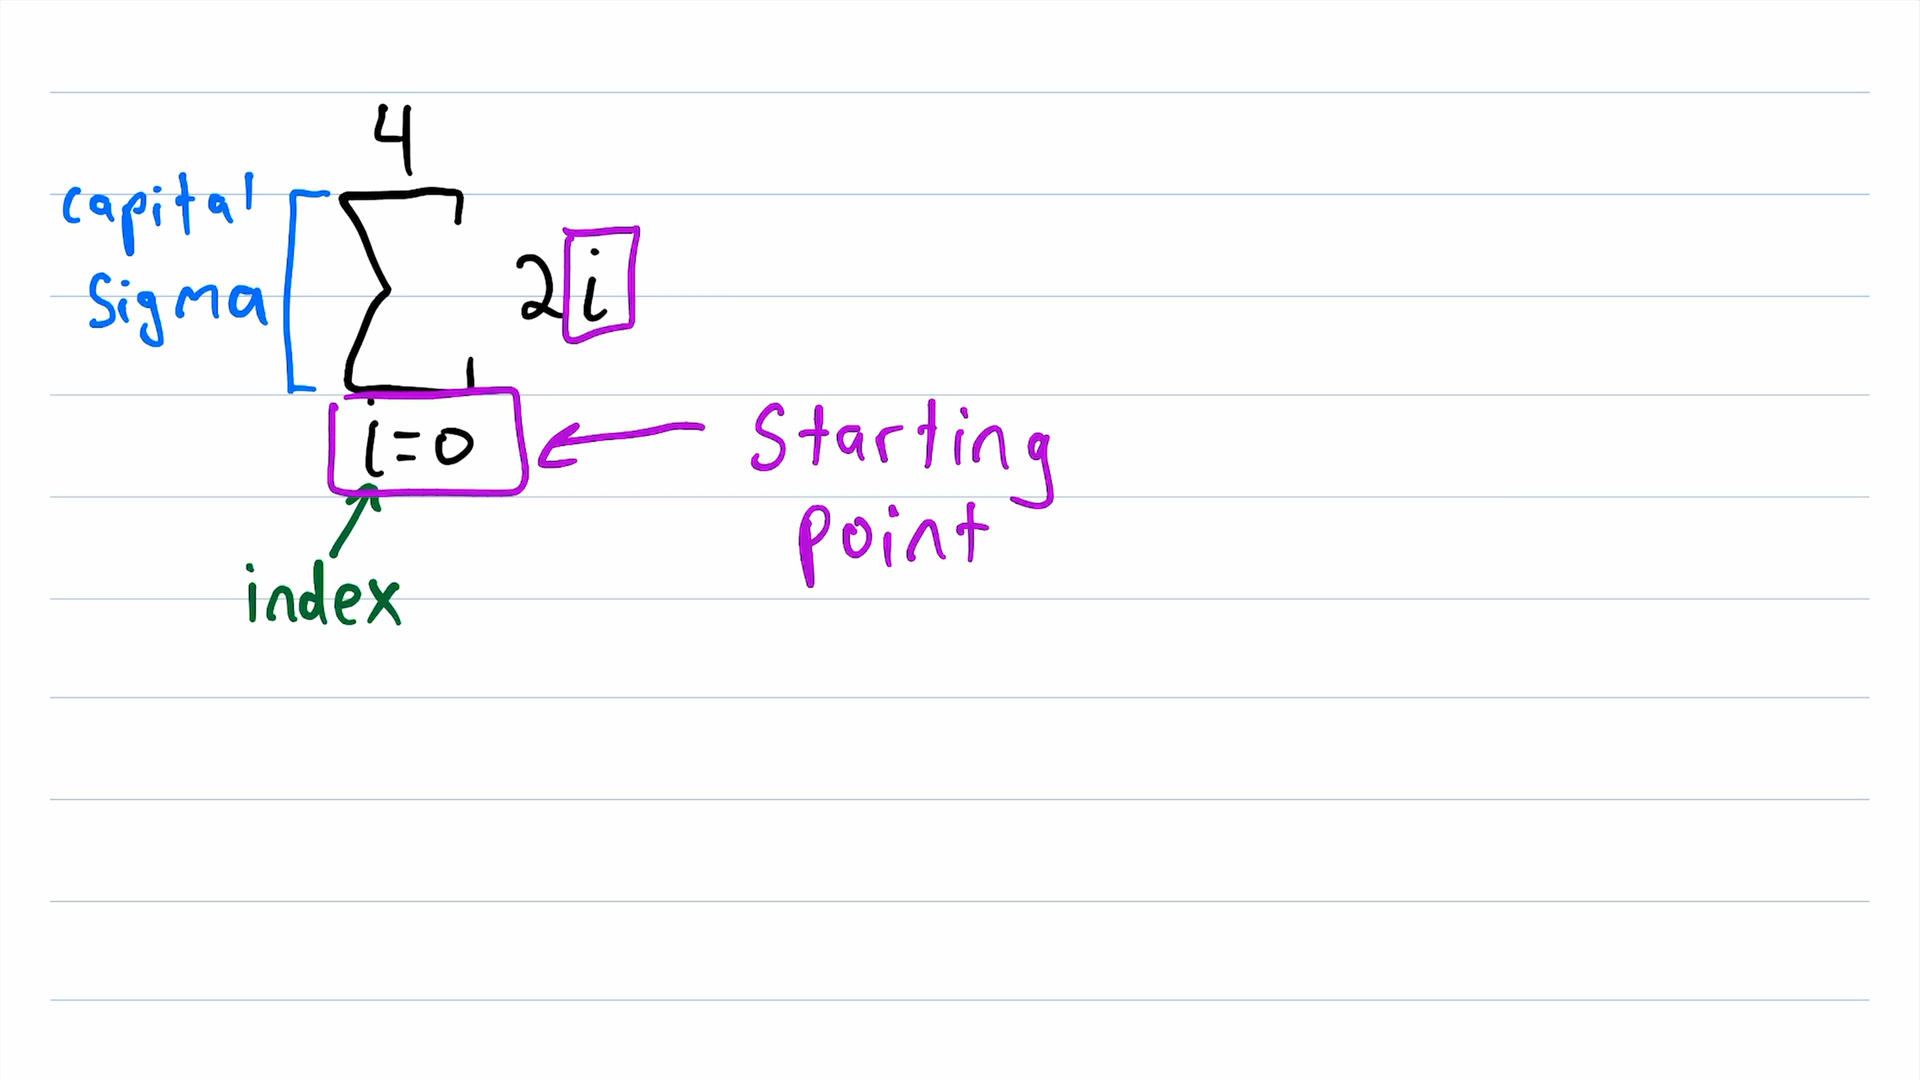 4
capital
Sigma
Σ 2i
i=0
Starting
point
index